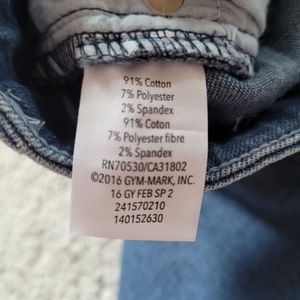 91% Cotton
7% Polyester
2% Spandex
91% Coton
7% Polyester fibre
2% Spandex
RN70530/CA31802
©2016 GYM-MARK, INC.
16 GY FEB SP 2
241570210
140152630